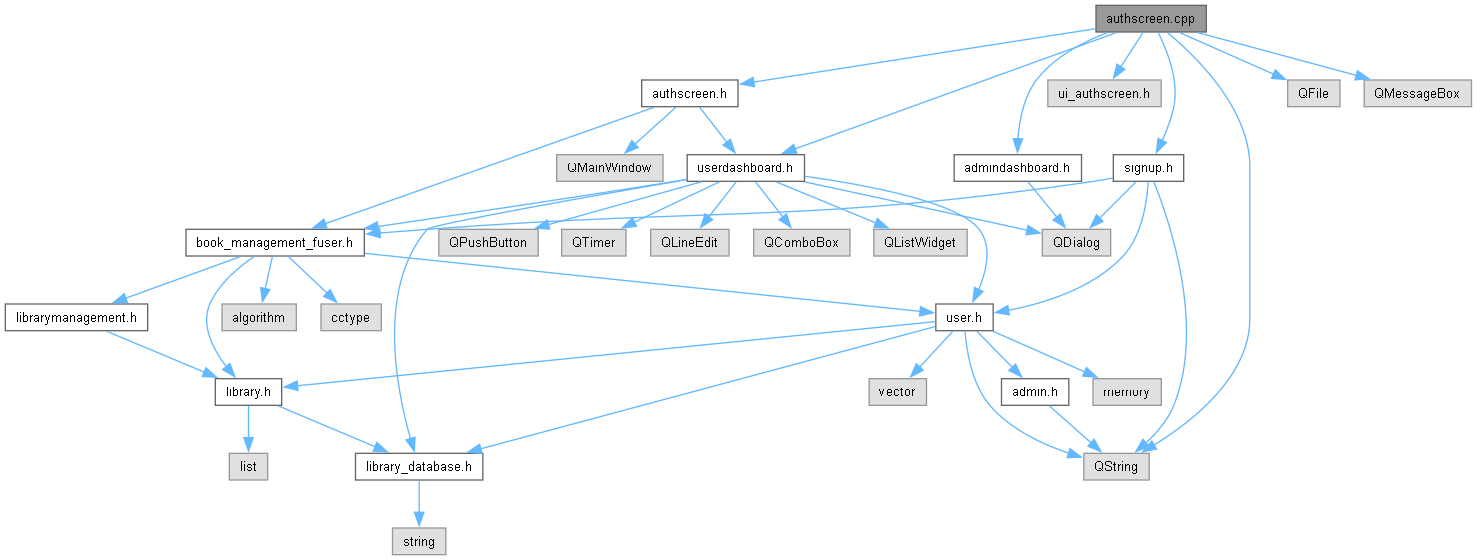 authscreen.cpp
authscreen.h
ui_authscreen.h
QFile
QMessageBox
QMainWindow
userdashboard.h
admindashboard.h
signup.h
book_management_fuser.h
QPushButton
QTimer
QLineEdit
QComboBox
QListWidget
QDialog
librarymanagement.h
algorithm
cctype
user.h
library.h
vector
admin.h
memory
list
library_database.h
QString
string